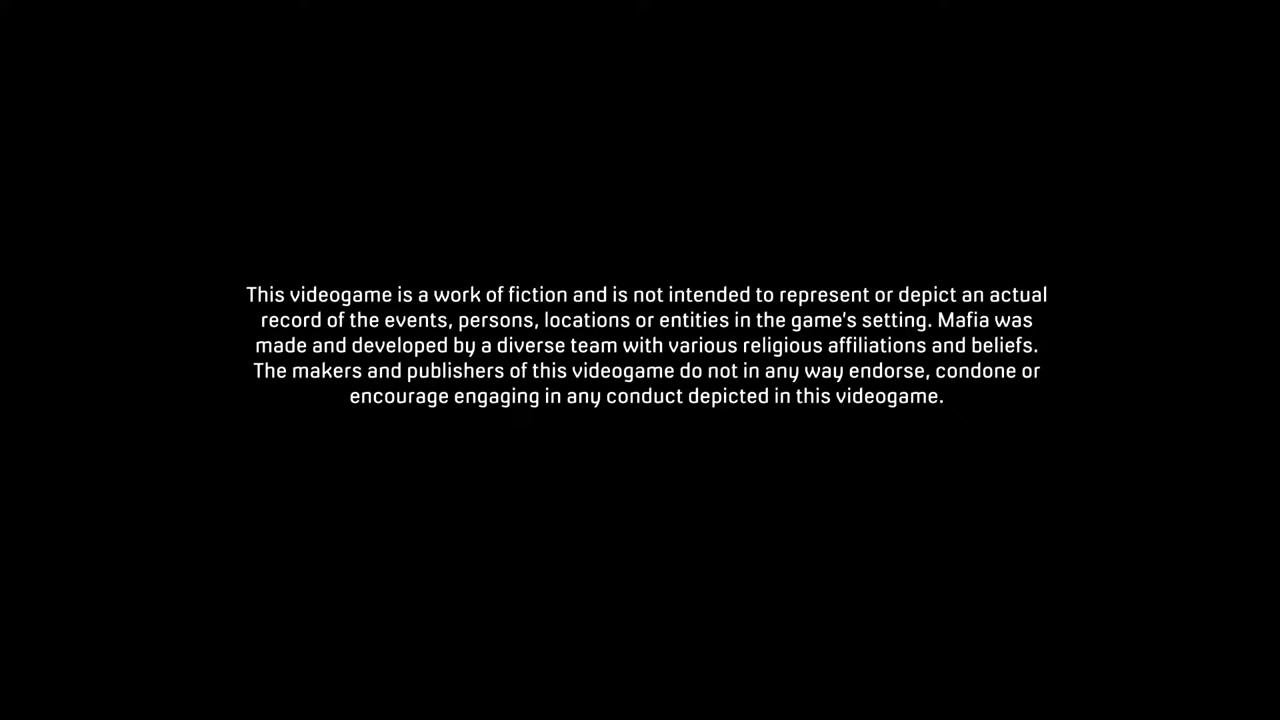 This videogame is a work of fiction and is not intended to represent or depict an actual
record of the events, persons, locations or entities in the game's setting. Mafia was
made and developed by a diverse team with various religious affiliations and beliefs.
The makers and publishers of this videogame do not in any way endorse, condone or
encourage engaging in any conduct depicted in this videogame.